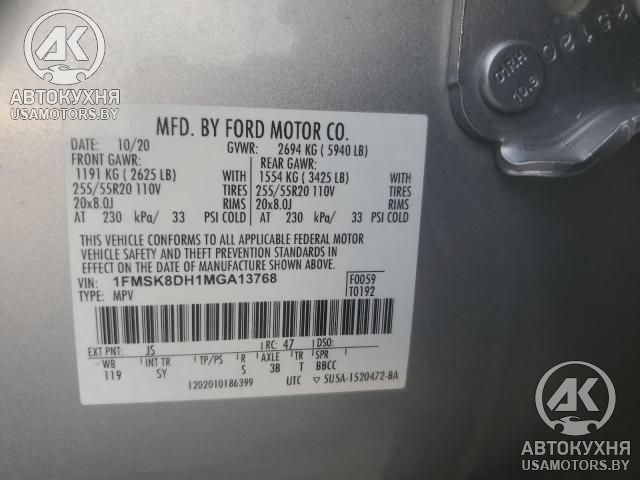 АВТОКУХНЯ
USAMOTORS.BY
25120
H1910
10.9
MFD. BY FORD MOTOR CO.
DATE: 10/20 GVWR: 2694 KG ( 5940 LB)
FRONT GAWR: REAR GAWR:
1191 KG ( 2625 LB) WITH 1554 KG ( 3425 LB) WITH
255/55R20 110V TIRES 255/55R20 110V TIRES
20x8.0J RIMS 20x8.0J RIMS
AT 230 kPa/ 33 PSI COLD AT 230 kPa/ 33 PSI COLD
THIS VEHICLE CONFORMS TO ALL APPLICABLE FEDERAL MOTOR
VEHICLE SAFETY AND THEFT PREVENTION STANDARDS IN
EFFECT ON THE DATE OF MANUFACTURE SHOWN ABOVE.
VIN: 1FMSK8DH1MGA13768 F0059
TYPE: MPV T0192
EXT PNT: JS RC: 47 DSO:
WB INT TR TP/PS R AXLE TR SPR
119 SY S 3B T BBCC
1202010186399 UTC 5U5A-1520472-BA
АВТОКУХНЯ
USAMOTORS.BY